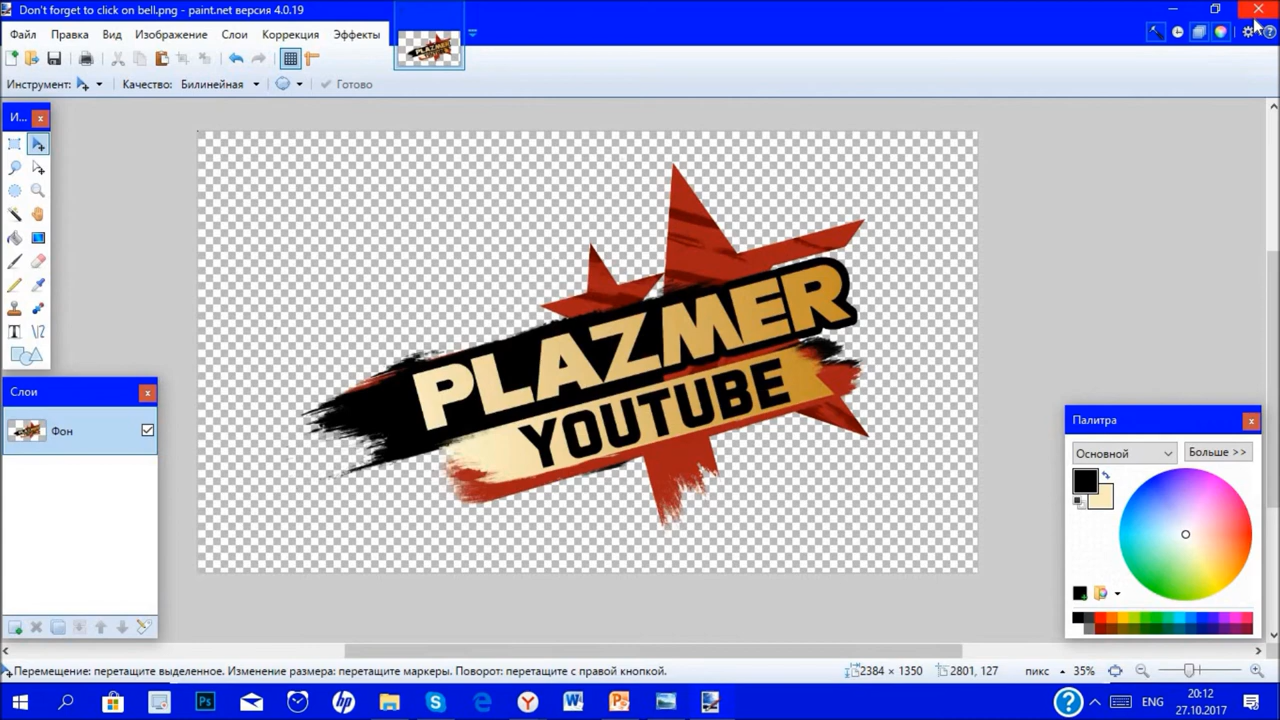 Don't forget to click on bell.png - paint.net версия 4.0.19
Файл Правка Вид Изображение Слои Коррекция Эффекты
Инструмент: Качество: Билинейная Готово
И...
PLAZMER
YOUTUBE
Слои
Фон
Палитра
Основной Больше >>
Перемещение: перетащите выделенное. Изменение размера: перетащите маркеры. Поворот: перетащите с правой кнопкой. 2384 × 1350 2801, 127 пикс 35%
ENG 20:12
27.10.2017